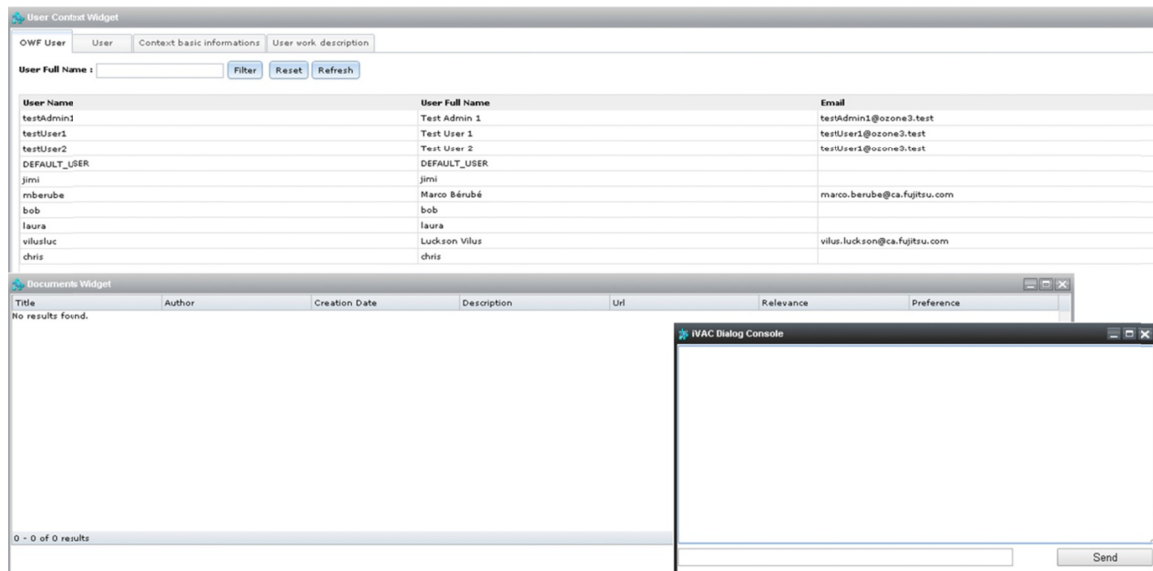 User Context Widget
OWF User User Context basic informations User work description
User Full Name : Filter Reset Refresh
User Name User Full Name Email
testAdmin1 Test Admin 1 testAdmin1@ozone3.test
testUser1 Test User 1 testUser1@ozone3.test
testUser2 Test User 2 testUser1@ozone3.test
DEFAULT_USER DEFAULT_USER
jimi jimi
mberube Marco Bérubé marco.berube@ca.fujitsu.com
bob bob
laura laura
vilusluc Luckson Vilus vilus.luckson@ca.fujitsu.com
chris chris
Documents Widget
Title Author Creation Date Description Url Relevance Preference
No results found.
iVAC Dialog Console
0 - 0 of 0 results
Send